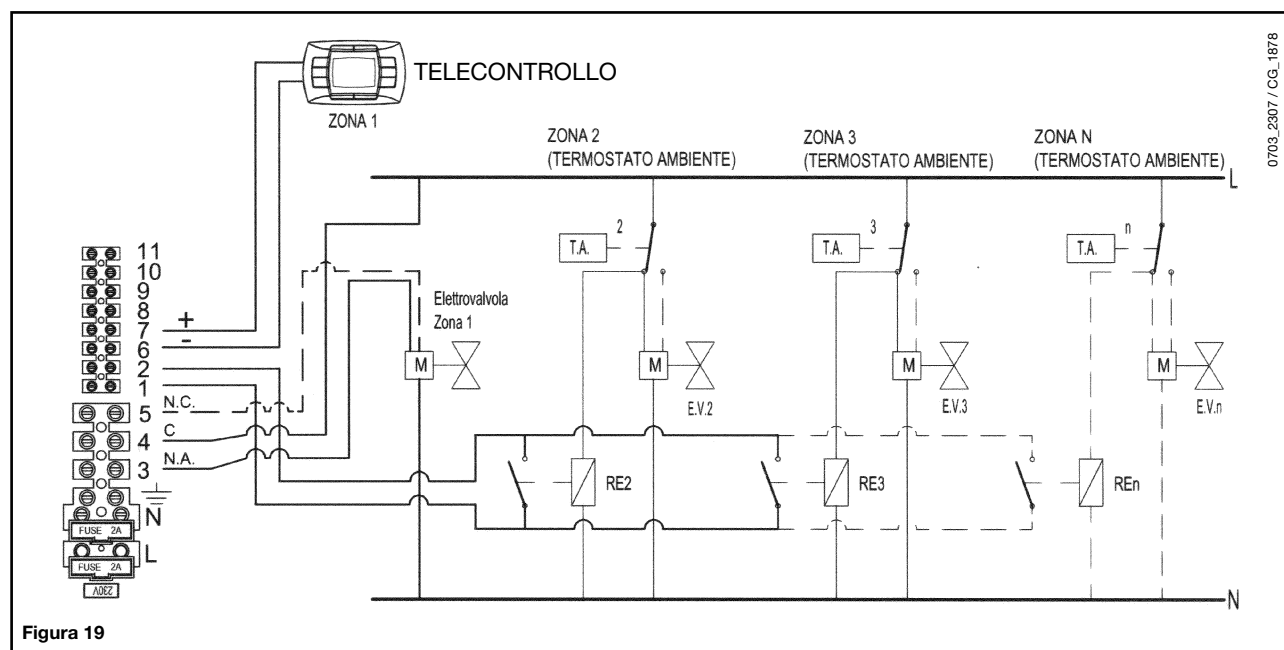 0703_2307 / CG_1878
TELECONTROLLO
ZONA 1
ZONA 2
(TERMOSTATO AMBIENTE)
ZONA 3
(TERMOSTATO AMBIENTE)
ZONA N
(TERMOSTATO AMBIENTE)
L
2
T.A.
3
T.A.
n
T.A.
11
10
9
8
7
+
6
-
2
1
5
N.C.
4
C
3
N.A.
N
FUSE 2A
L
FUSE 2A
230V
Elettrovalvola
Zona 1
M
M
E.V.2
M
E.V.3
M
E.V.n
RE2
RE3
REn
N
Figura 19